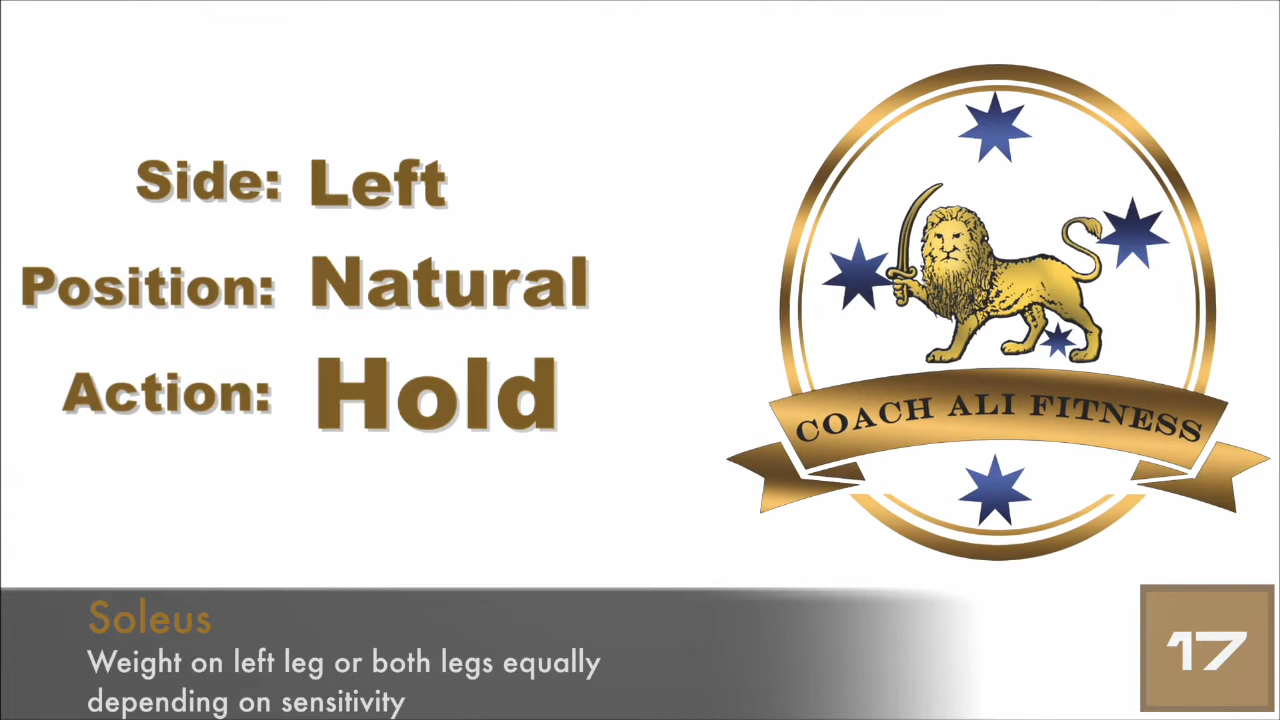 Side: Left
Position: Natural
Action: Hold
COACH ALI FITNESS
Soleus
Weight on left leg or both legs equally
depending on sensitivity
17